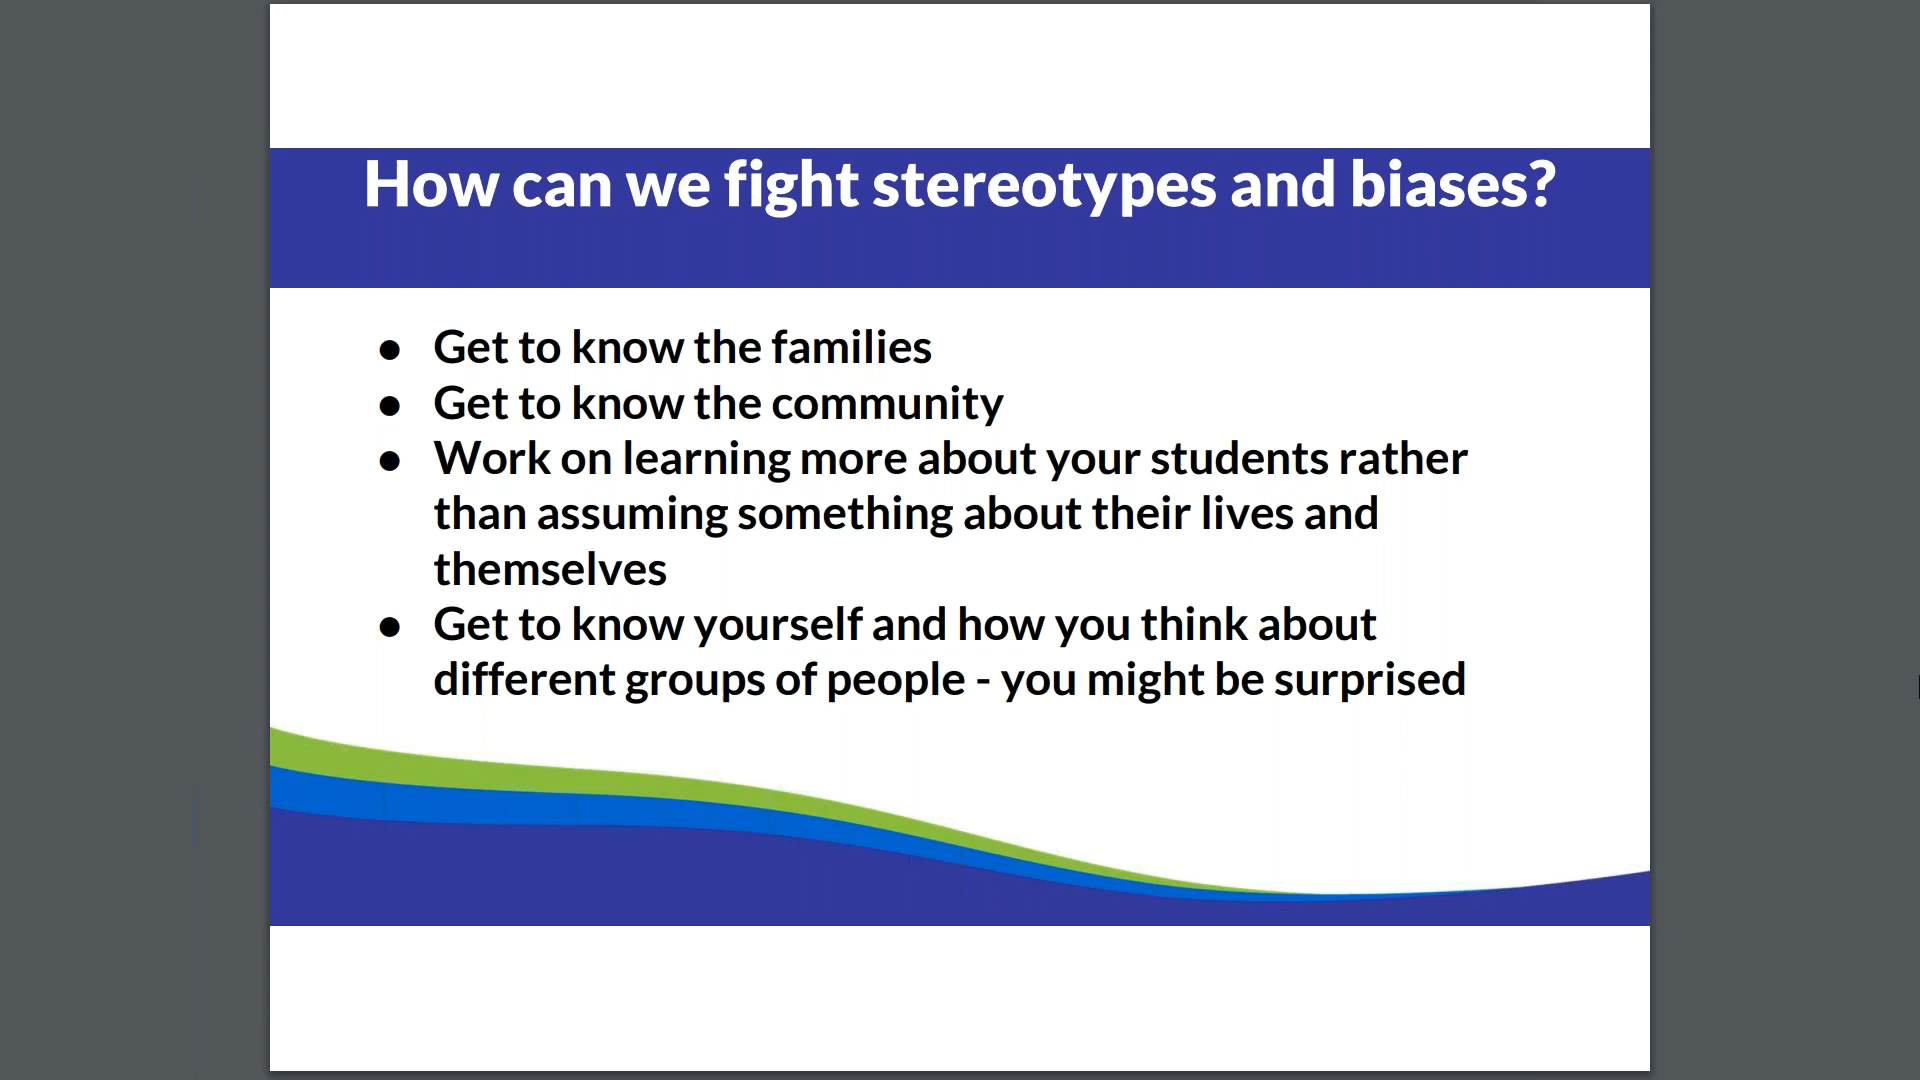 How can we fight stereotypes and biases?
● Get to know the families
● Get to know the community
● Work on learning more about your students rather
than assuming something about their lives and
themselves
● Get to know yourself and how you think about
different groups of people - you might be surprised